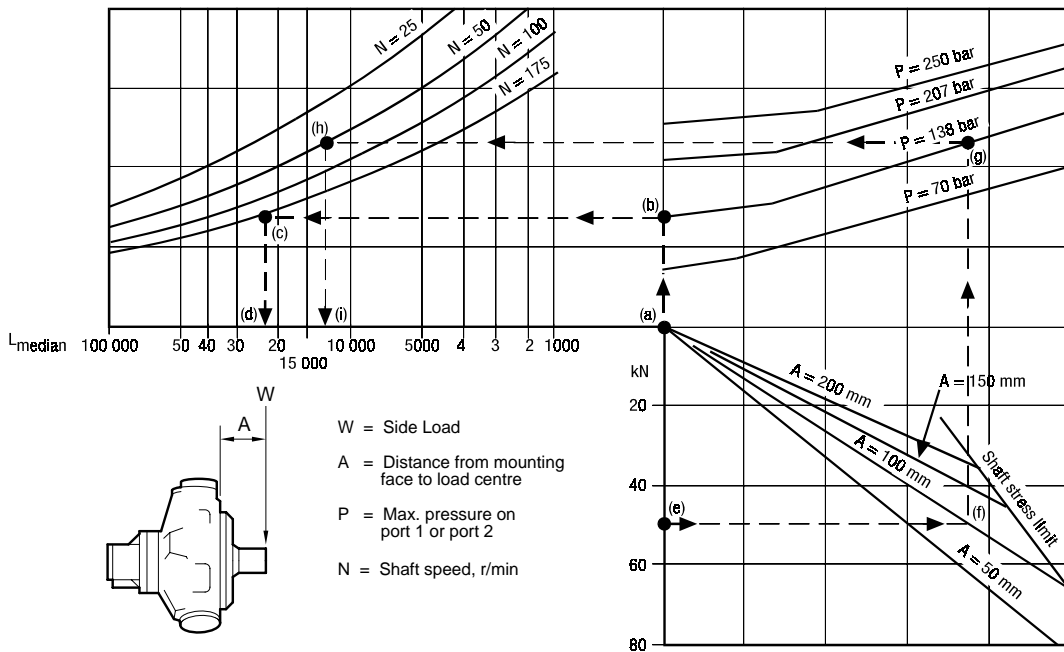 N = 25
N = 50
N = 100
N = 175
P = 250 bar
P = 207 bar
P = 138 bar
P = 70 bar
(h)
(g)
(b)
(c)
(d)
(i)
(a)
Lmedian 100 000 50 40 30 20 10 000 5000 4 3 2 1000
15 000
kN
20
40
60
80
A = 200 mm
A = 150 mm
A = 100 mm
A = 50 mm
Shaft stress limit
(e)
(f)
W
A
W = Side Load
A = Distance from mounting
face to load centre
P = Max. pressure on
port 1 or port 2
N = Shaft speed, r/min